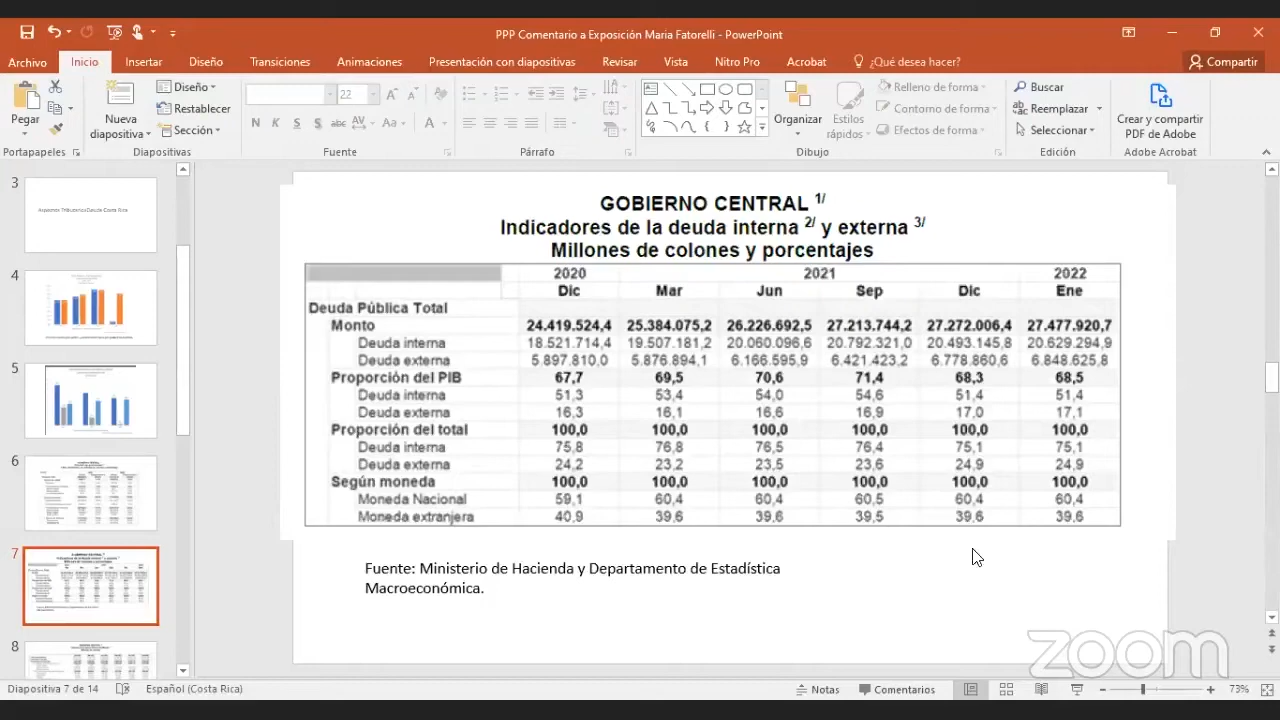 PPP Comentario a Exposición Maria Fatorelli - PowerPoint
Archivo Inicio Insertar Diseño Transiciones Animaciones Presentación con diapositivas Revisar Vista Nitro Pro Acrobat ¿Qué desea hacer? Compartir
Pegar
Nueva diapositiva
Diseño
Restablecer
Sección
22
N K S S abc AV Aa A
Organizar
Estilos rápidos
Relleno de forma
Contorno de forma
Efectos de forma
Buscar
Reemplazar
Seleccionar
Crear y compartir PDF de Adobe
Portapapeles Diapositivas Fuente Párrafo Dibujo Edición Adobe Acrobat
3
4
5
6
7
8
GOBIERNO CENTRAL 1/
Indicadores de la deuda interna 2/ y externa 3/
Millones de colones y porcentajes
2020 2021 2022
Dic Mar Jun Sep Dic Ene
Deuda Pública Total
Monto 24.419.524,4 25.384.075,2 26.226.692,5 27.213.744,2 27.272.006,4 27.477.920,7
Deuda interna 18.521.714,4 19.507.181,2 20.060.096,6 20.792.321,0 20.493.145,8 20.629.294,9
Deuda externa 5.897.810,0 5.876.894,1 6.166.595,9 6.421.423,2 6.778.860,6 6.848.625,8
Proporción del PIB 67,7 69,5 70,6 71,4 68,3 68,5
Deuda interna 51,3 53,4 54,0 54,6 51,4 51,4
Deuda externa 16,3 16,1 16,6 16,9 17,0 17,1
Proporción del total 100,0 100,0 100,0 100,0 100,0 100,0
Deuda interna 75,8 76,8 76,5 76,4 75,1 75,1
Deuda externa 24,2 23,2 23,5 23,6 24,9 24,9
Según moneda 100,0 100,0 100,0 100,0 100,0 100,0
Moneda Nacional 59,1 60,4 60,4 60,5 60,4 60,4
Moneda extranjera 40,9 39,6 39,6 39,5 39,6 39,6
Fuente: Ministerio de Hacienda y Departamento de Estadística
Macroeconómica.
zoom
Diapositiva 7 de 14 Español (Costa Rica) Notas Comentarios 73%